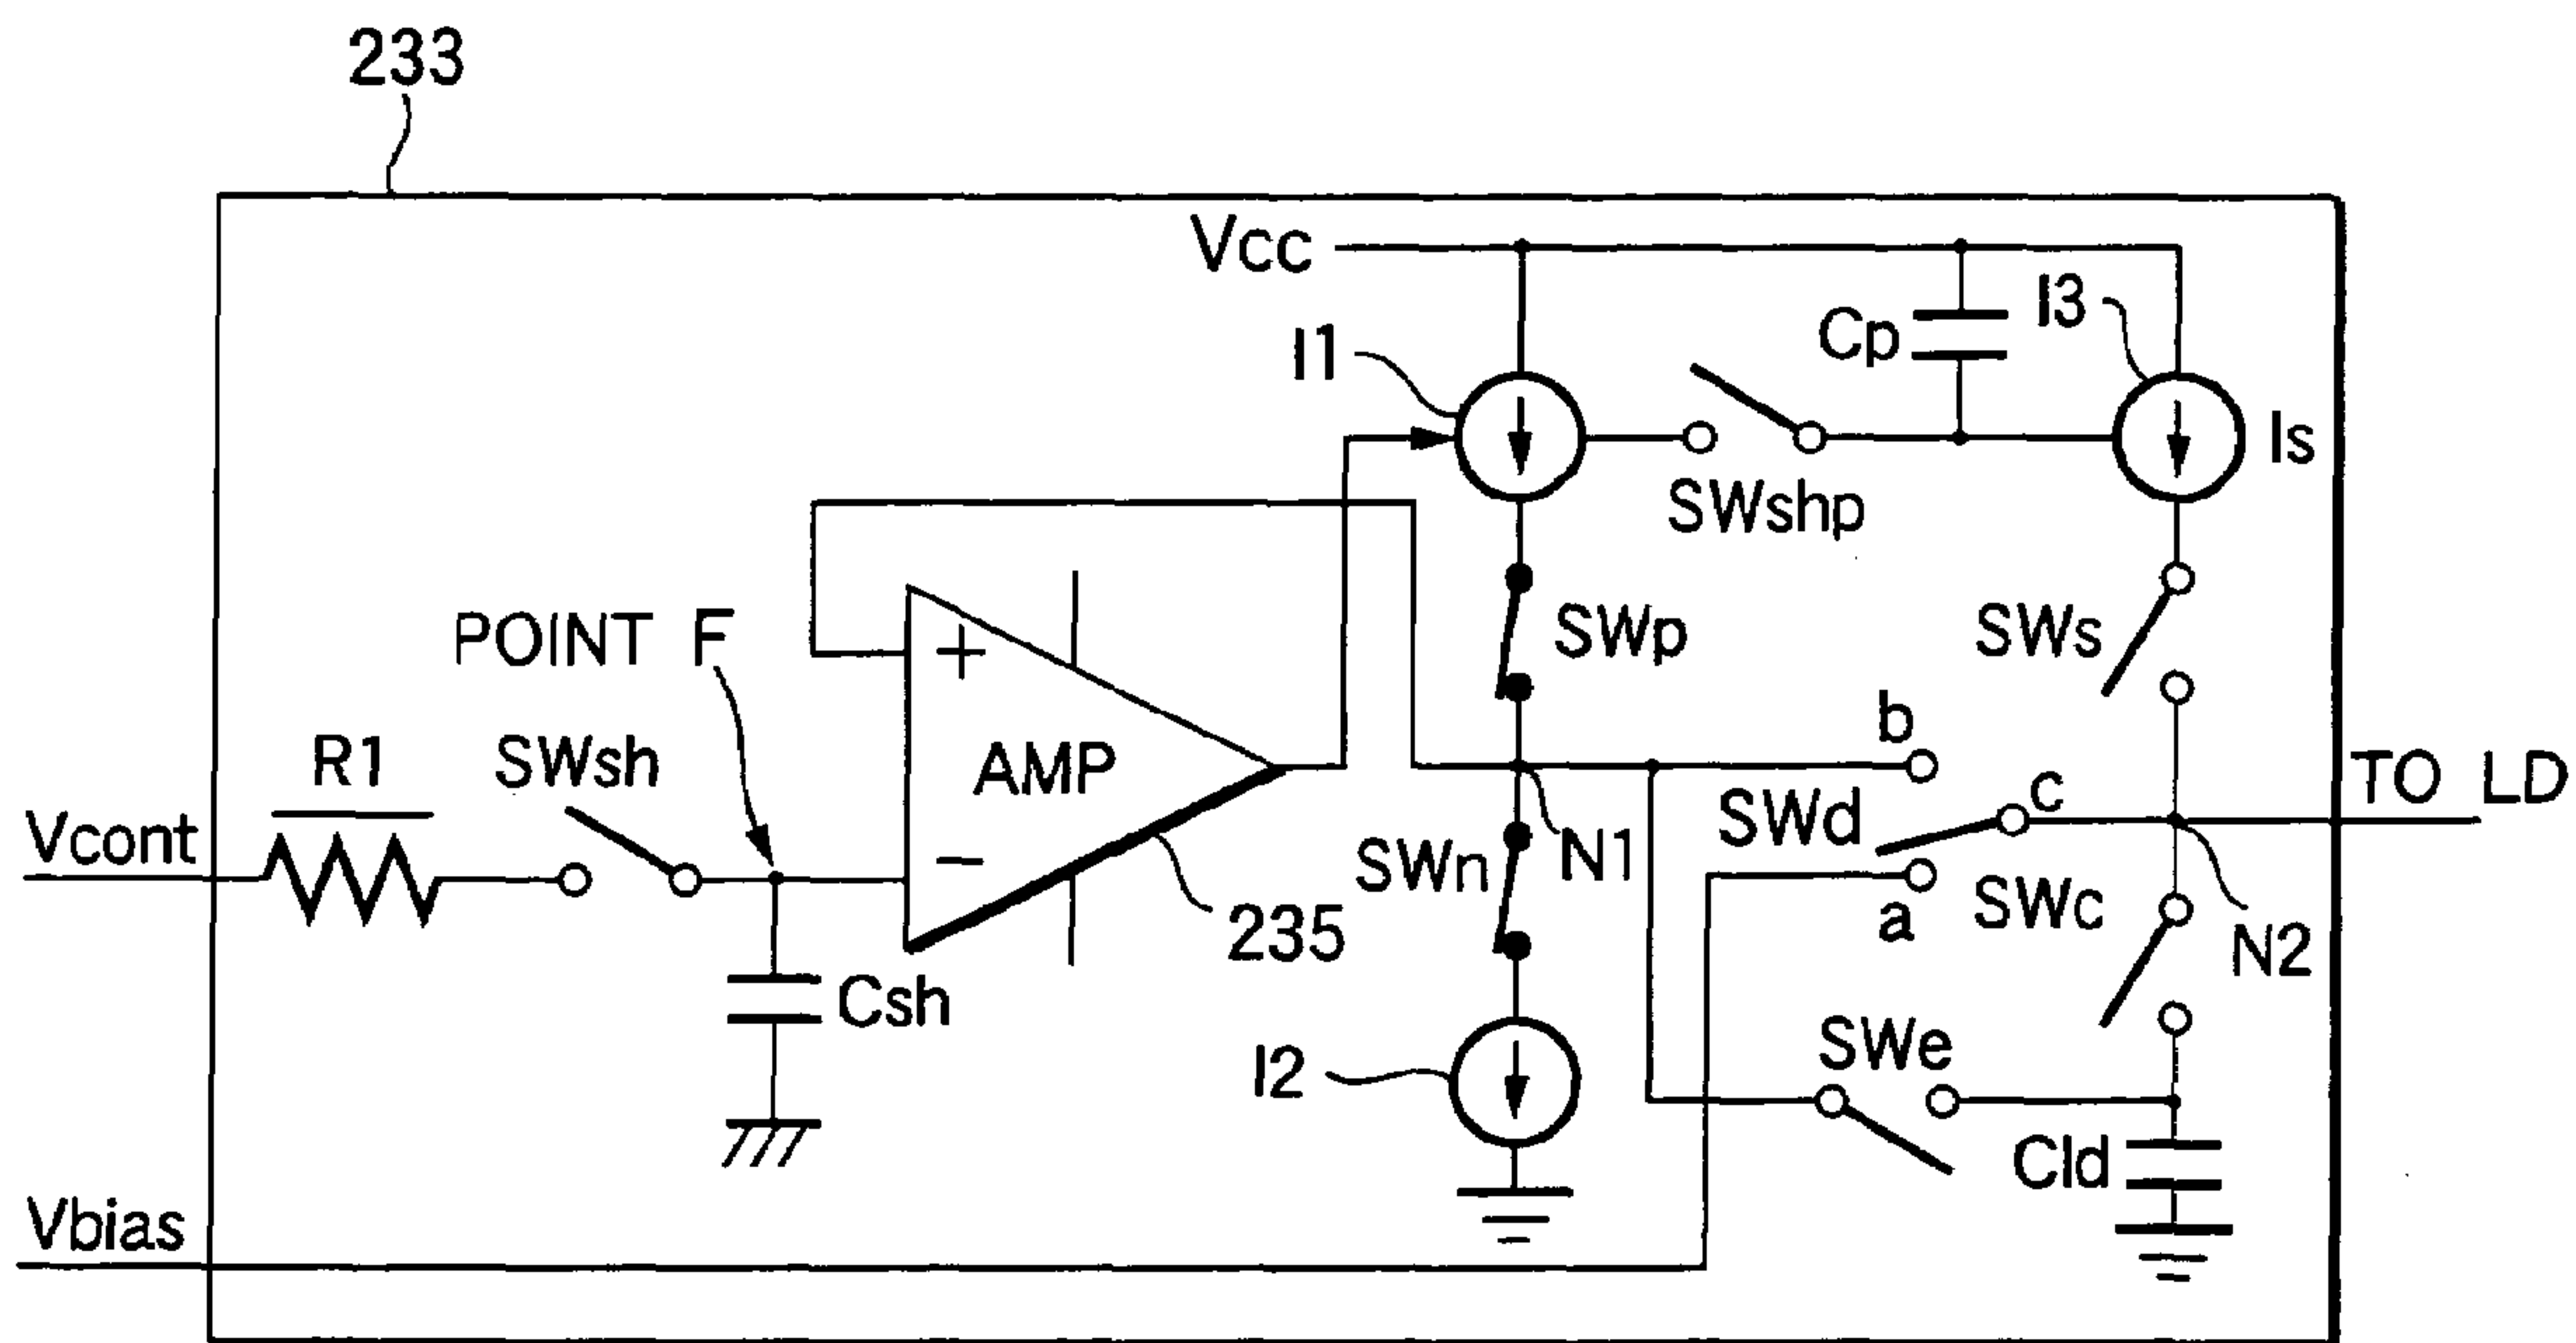 233
Vcc
I1
Cp
I3
Is
SWshp
POINT F
SWp
SWs
R1
SWsh
AMP
+
−
b
c
TO LD
Vcont
SWd
SWn
N1
a
SWc
N2
235
Csh
I2
SWe
Cld
Vbias